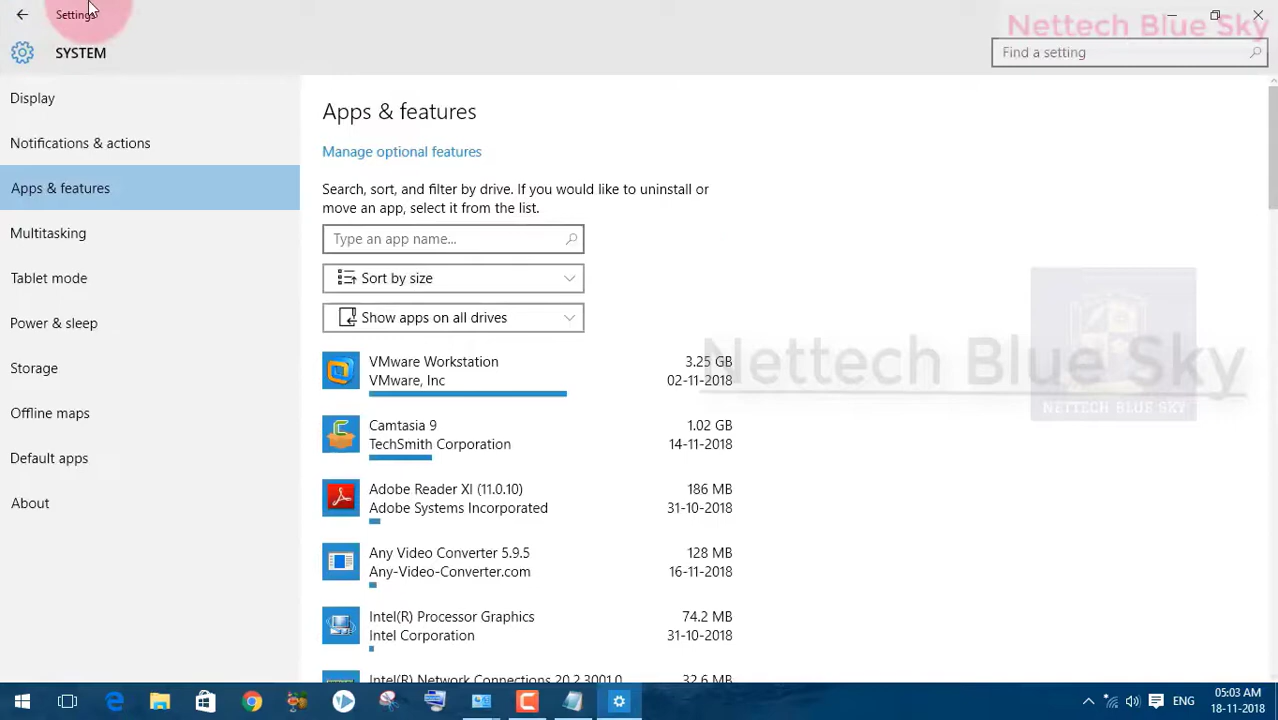 Settings
Nettech Blue Sky
SYSTEM
Find a setting
Display
Notifications & actions
Apps & features
Multitasking
Tablet mode
Power & sleep
Storage
Offline maps
Default apps
About
Apps & features
Manage optional features
Search, sort, and filter by drive. If you would like to uninstall or
move an app, select it from the list.
Type an app name...
Sort by size
Show apps on all drives
VMware Workstation 3.25 GB
VMware, Inc 02-11-2018
Camtasia 9 1.02 GB
TechSmith Corporation 14-11-2018
Adobe Reader XI (11.0.10) 186 MB
Adobe Systems Incorporated 31-10-2018
Any Video Converter 5.9.5 128 MB
Any-Video-Converter.com 16-11-2018
Intel(R) Processor Graphics 74.2 MB
Intel Corporation 31-10-2018
Intel(R) Network Connections 20.2.3001.0 32.6 MB
Nettech Blue Sky
NETTECH BLUE SKY
ENG
05:03 AM
18-11-2018